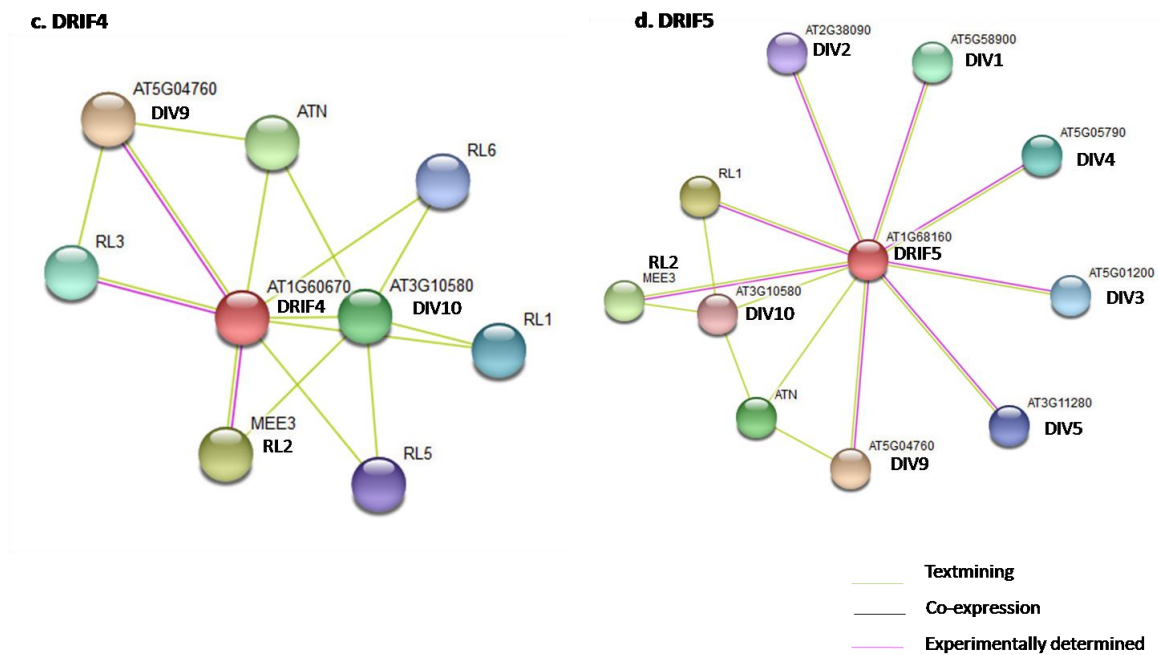 c. DRIF4
AT5G04760
DIV9
ATN
RL6
RL3
AT1G60670
DRIF4
AT3G10580
DIV10
RL1
MEE3
RL2
RL5
d. DRIF5
AT2G38090
DIV2
AT5G58900
DIV1
AT5G05790
DIV4
RL1
AT1G68160
DRIF5
RL2
MEE3
AT3G10580
DIV10
AT5G01200
DIV3
ATN
AT3G11280
DIV5
AT5G04760
DIV9
Textmining
Co-expression
Experimentally determined